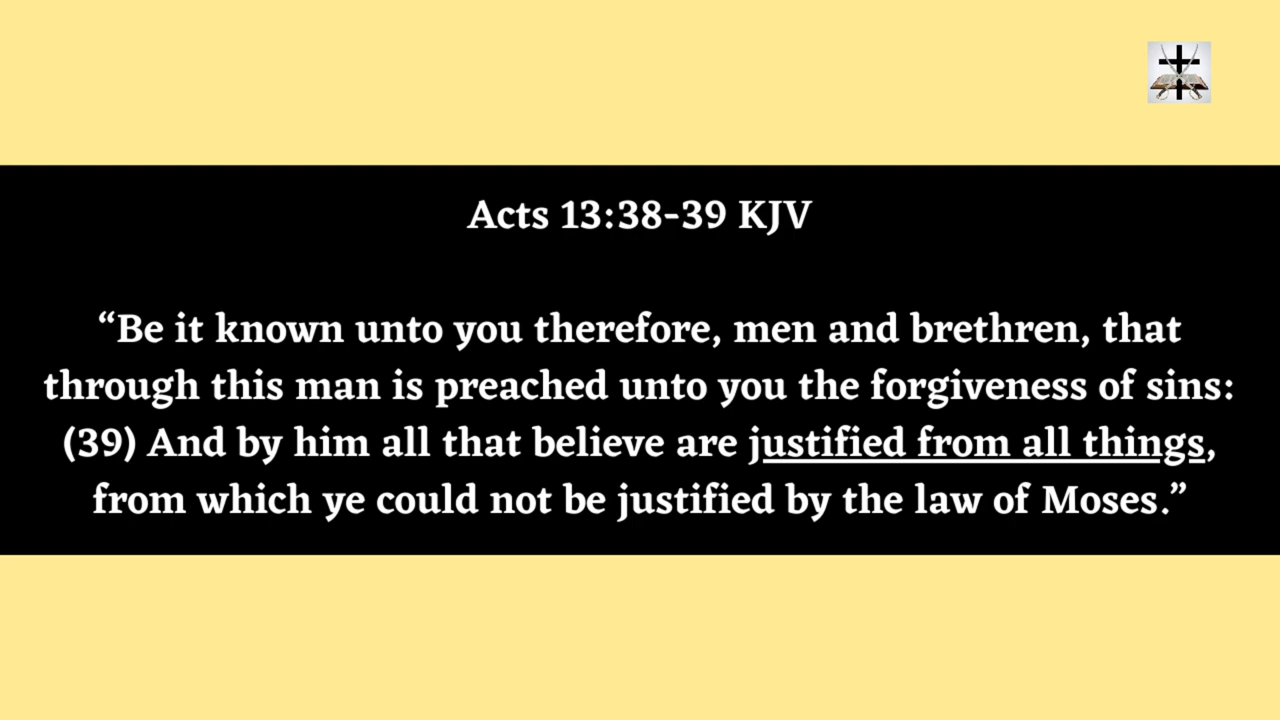 Acts 13:38-39 KJV
“Be it known unto you therefore, men and brethren, that
through this man is preached unto you the forgiveness of sins:
(39) And by him all that believe are justified from all things,
from which ye could not be justified by the law of Moses.”